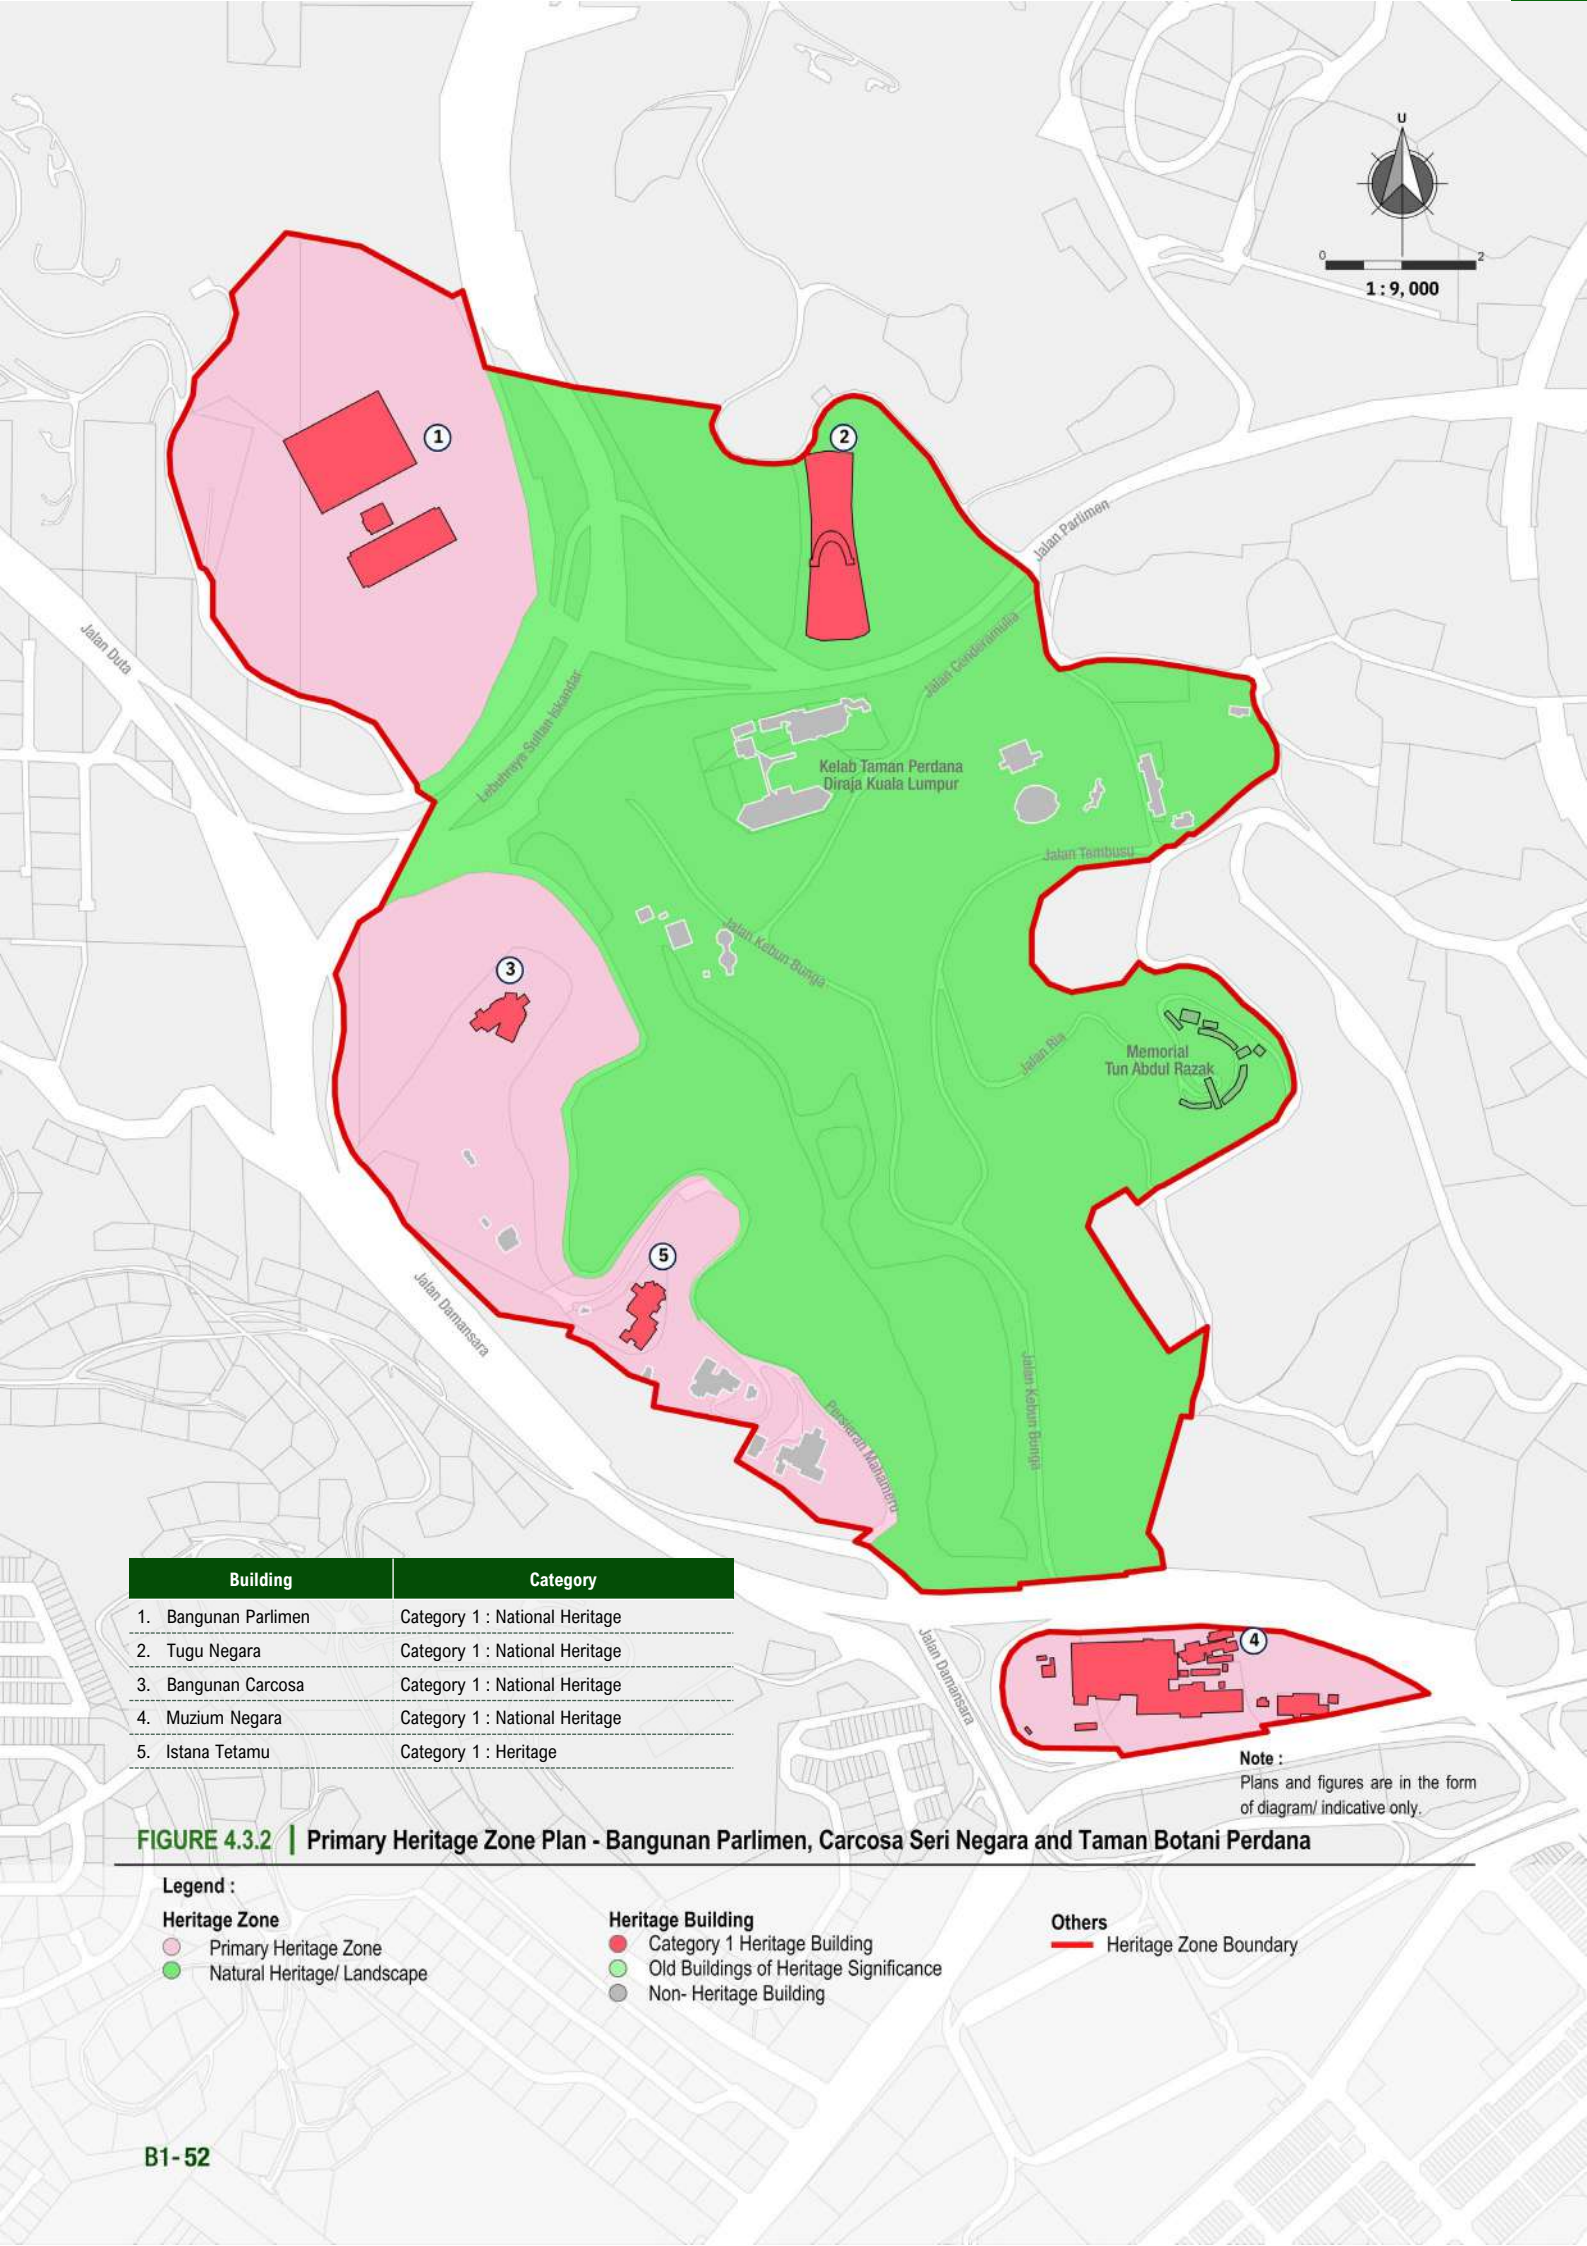 U
0 2
1 : 9, 000
1
2
Jalan Parlimen
Jalan Duta
Jalan Cenderamulia
Lebuhraya Sultan Iskandar
Kelab Taman Perdana
Diraja Kuala Lumpur
Jalan Tembusu
Jalan Kebun Bunga
3
Jalan Ria
Memorial
Tun Abdul Razak
5
Jalan Damansara
Jalan Kebun Bunga
Persiaran Mahameru
Jalan Damansara
4
Building Category
1. Bangunan Parlimen Category 1 : National Heritage
2. Tugu Negara Category 1 : National Heritage
3. Bangunan Carcosa Category 1 : National Heritage
4. Muzium Negara Category 1 : National Heritage
5. Istana Tetamu Category 1 : Heritage
Note :
Plans and figures are in the form
of diagram/ indicative only.
FIGURE 4.3.2 | Primary Heritage Zone Plan - Bangunan Parlimen, Carcosa Seri Negara and Taman Botani Perdana
Legend :
Heritage Zone
Primary Heritage Zone
Natural Heritage/ Landscape
Heritage Building
Category 1 Heritage Building
Old Buildings of Heritage Significance
Non- Heritage Building
Others
Heritage Zone Boundary
B1- 52